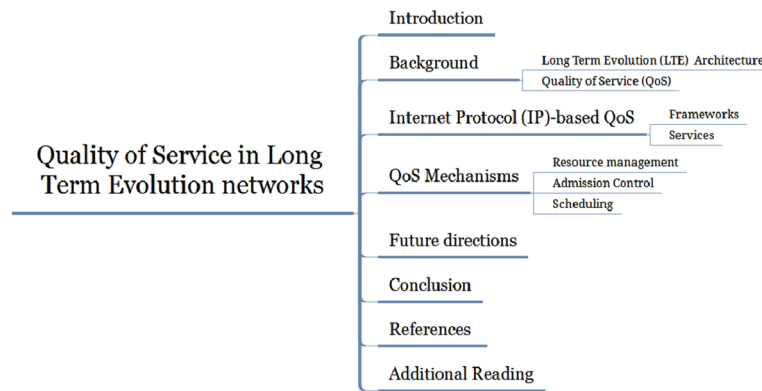 Quality of Service in Long
Term Evolution networks
Introduction
Background
Long Term Evolution (LTE) Architecture
Quality of Service (QoS)
Internet Protocol (IP)-based QoS
Frameworks
Services
QoS Mechanisms
Resource management
Admission Control
Scheduling
Future directions
Conclusion
References
Additional Reading